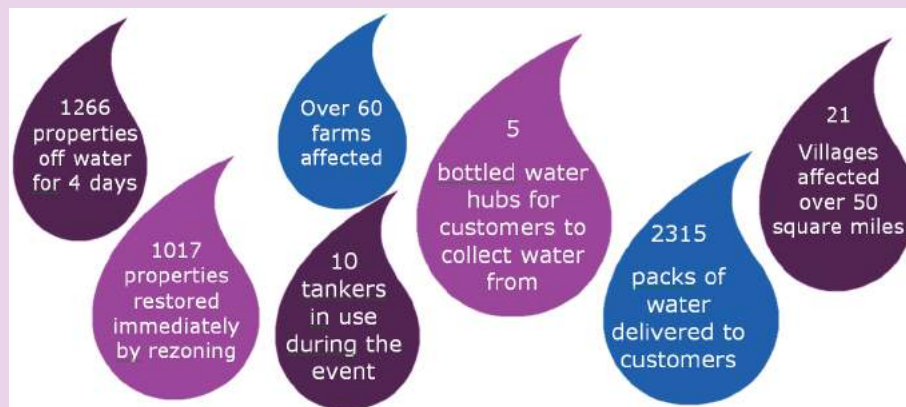 1266
properties
off water
for 4 days
1017
properties
restored
immediately
by rezoning
Over 60
farms
affected
10
tankers
in use
during the
event
5
bottled water
hubs for
customers to
collect water
from
2315
packs of
water
delivered to
customers
21
Villages
affected
over 50
square miles